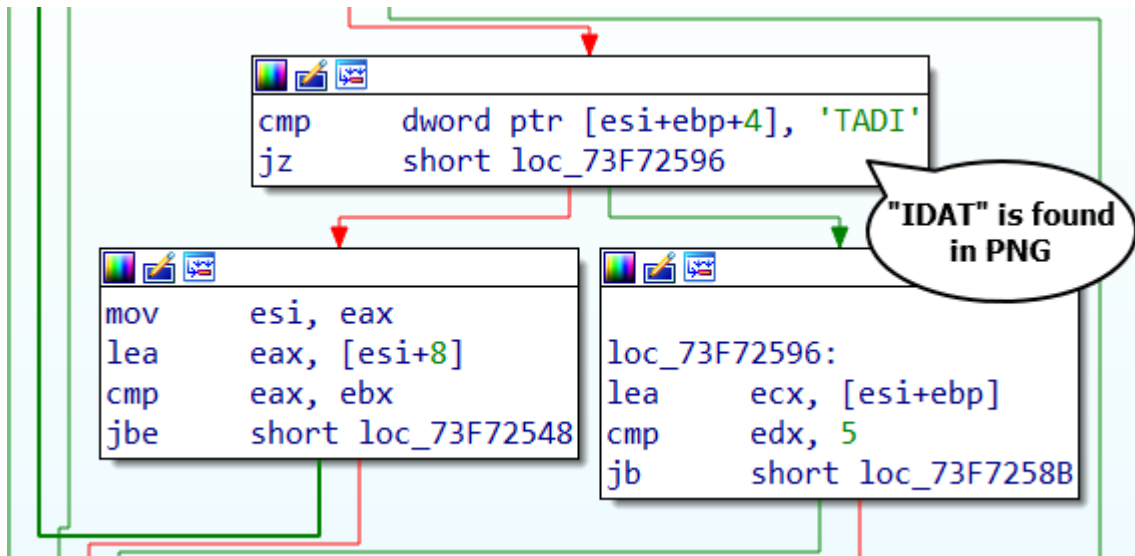 cmp dword ptr [esi+ebp+4], 'TADI'
jz short loc_73F72596
"IDAT" is found
in PNG
mov esi, eax
lea eax, [esi+8]
cmp eax, ebx
jbe short loc_73F72548
loc_73F72596:
lea ecx, [esi+ebp]
cmp edx, 5
jb short loc_73F7258B